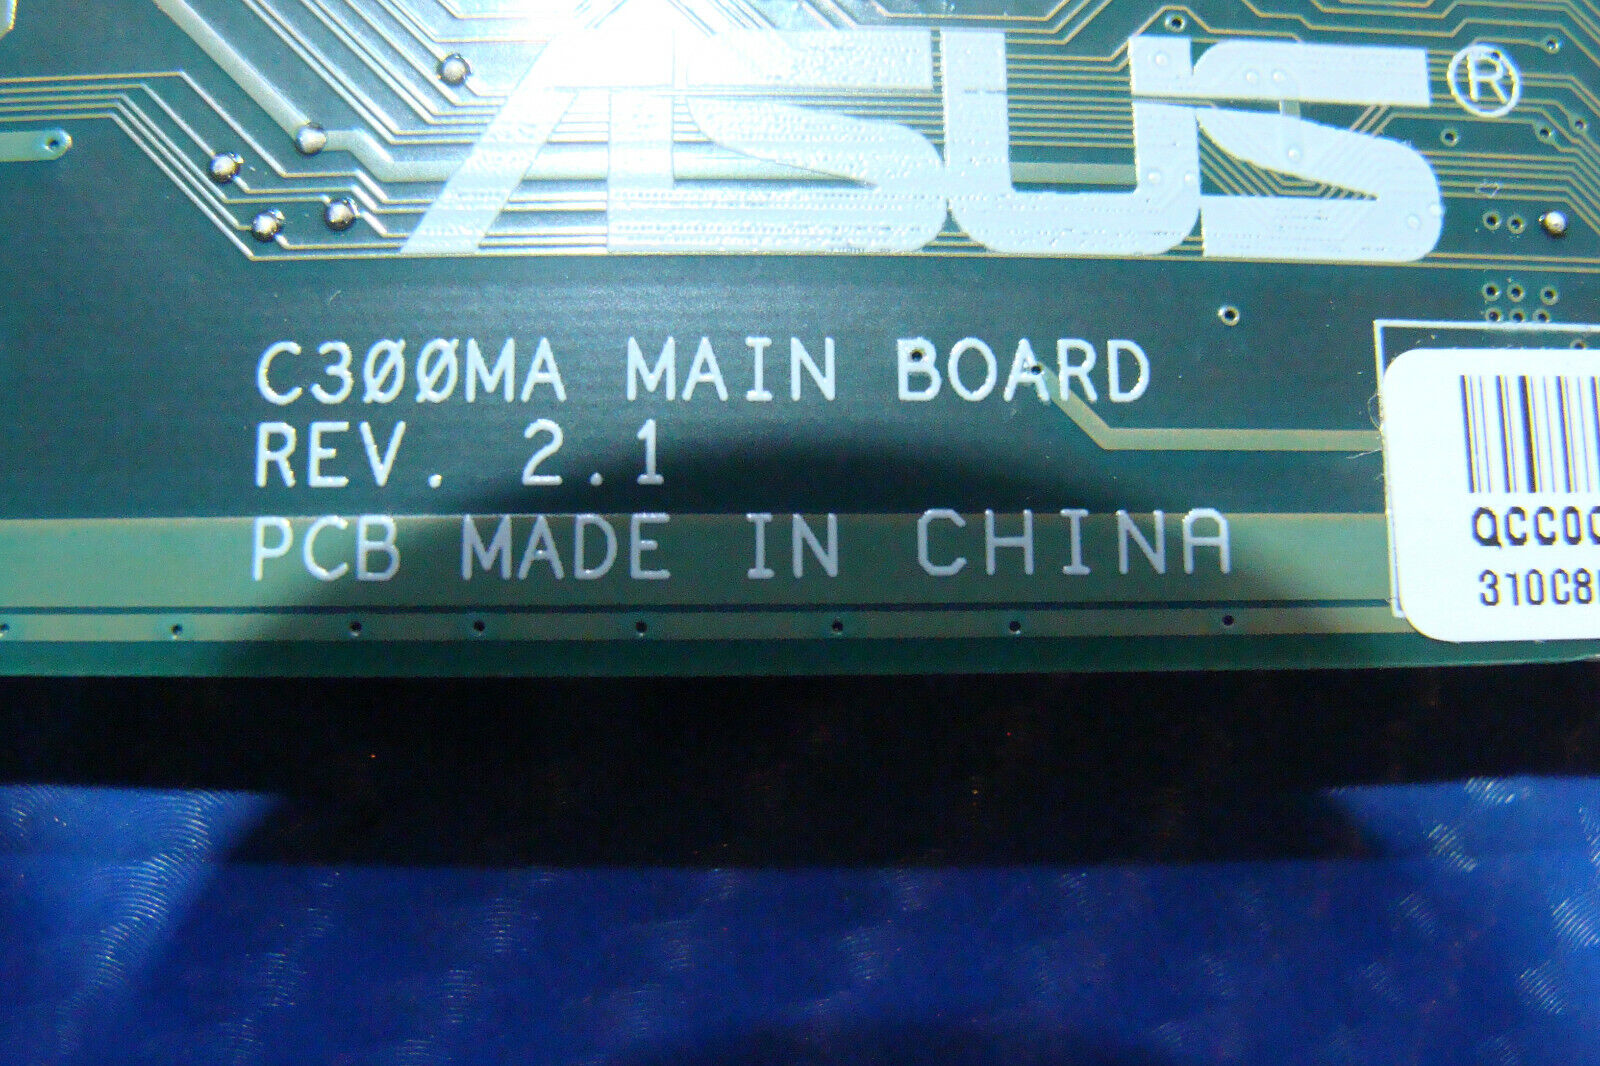 ASUS®
C300MA MAIN BOARD
REV. 2.1
PCB MADE IN CHINA